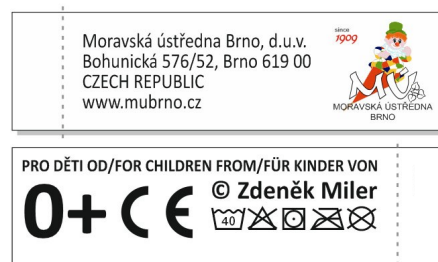 Moravská ústředna Brno, d.u.v.
Bohunická 576/52, Brno 619 00
CZECH REPUBLIC
www.mubrno.cz
since
1909
MÚ
MORAVSKÁ ÚSTŘEDNA
BRNO
PRO DĚTI OD/FOR CHILDREN FROM/FÜR KINDER VON
0+ CE
© Zdeněk Miler
40